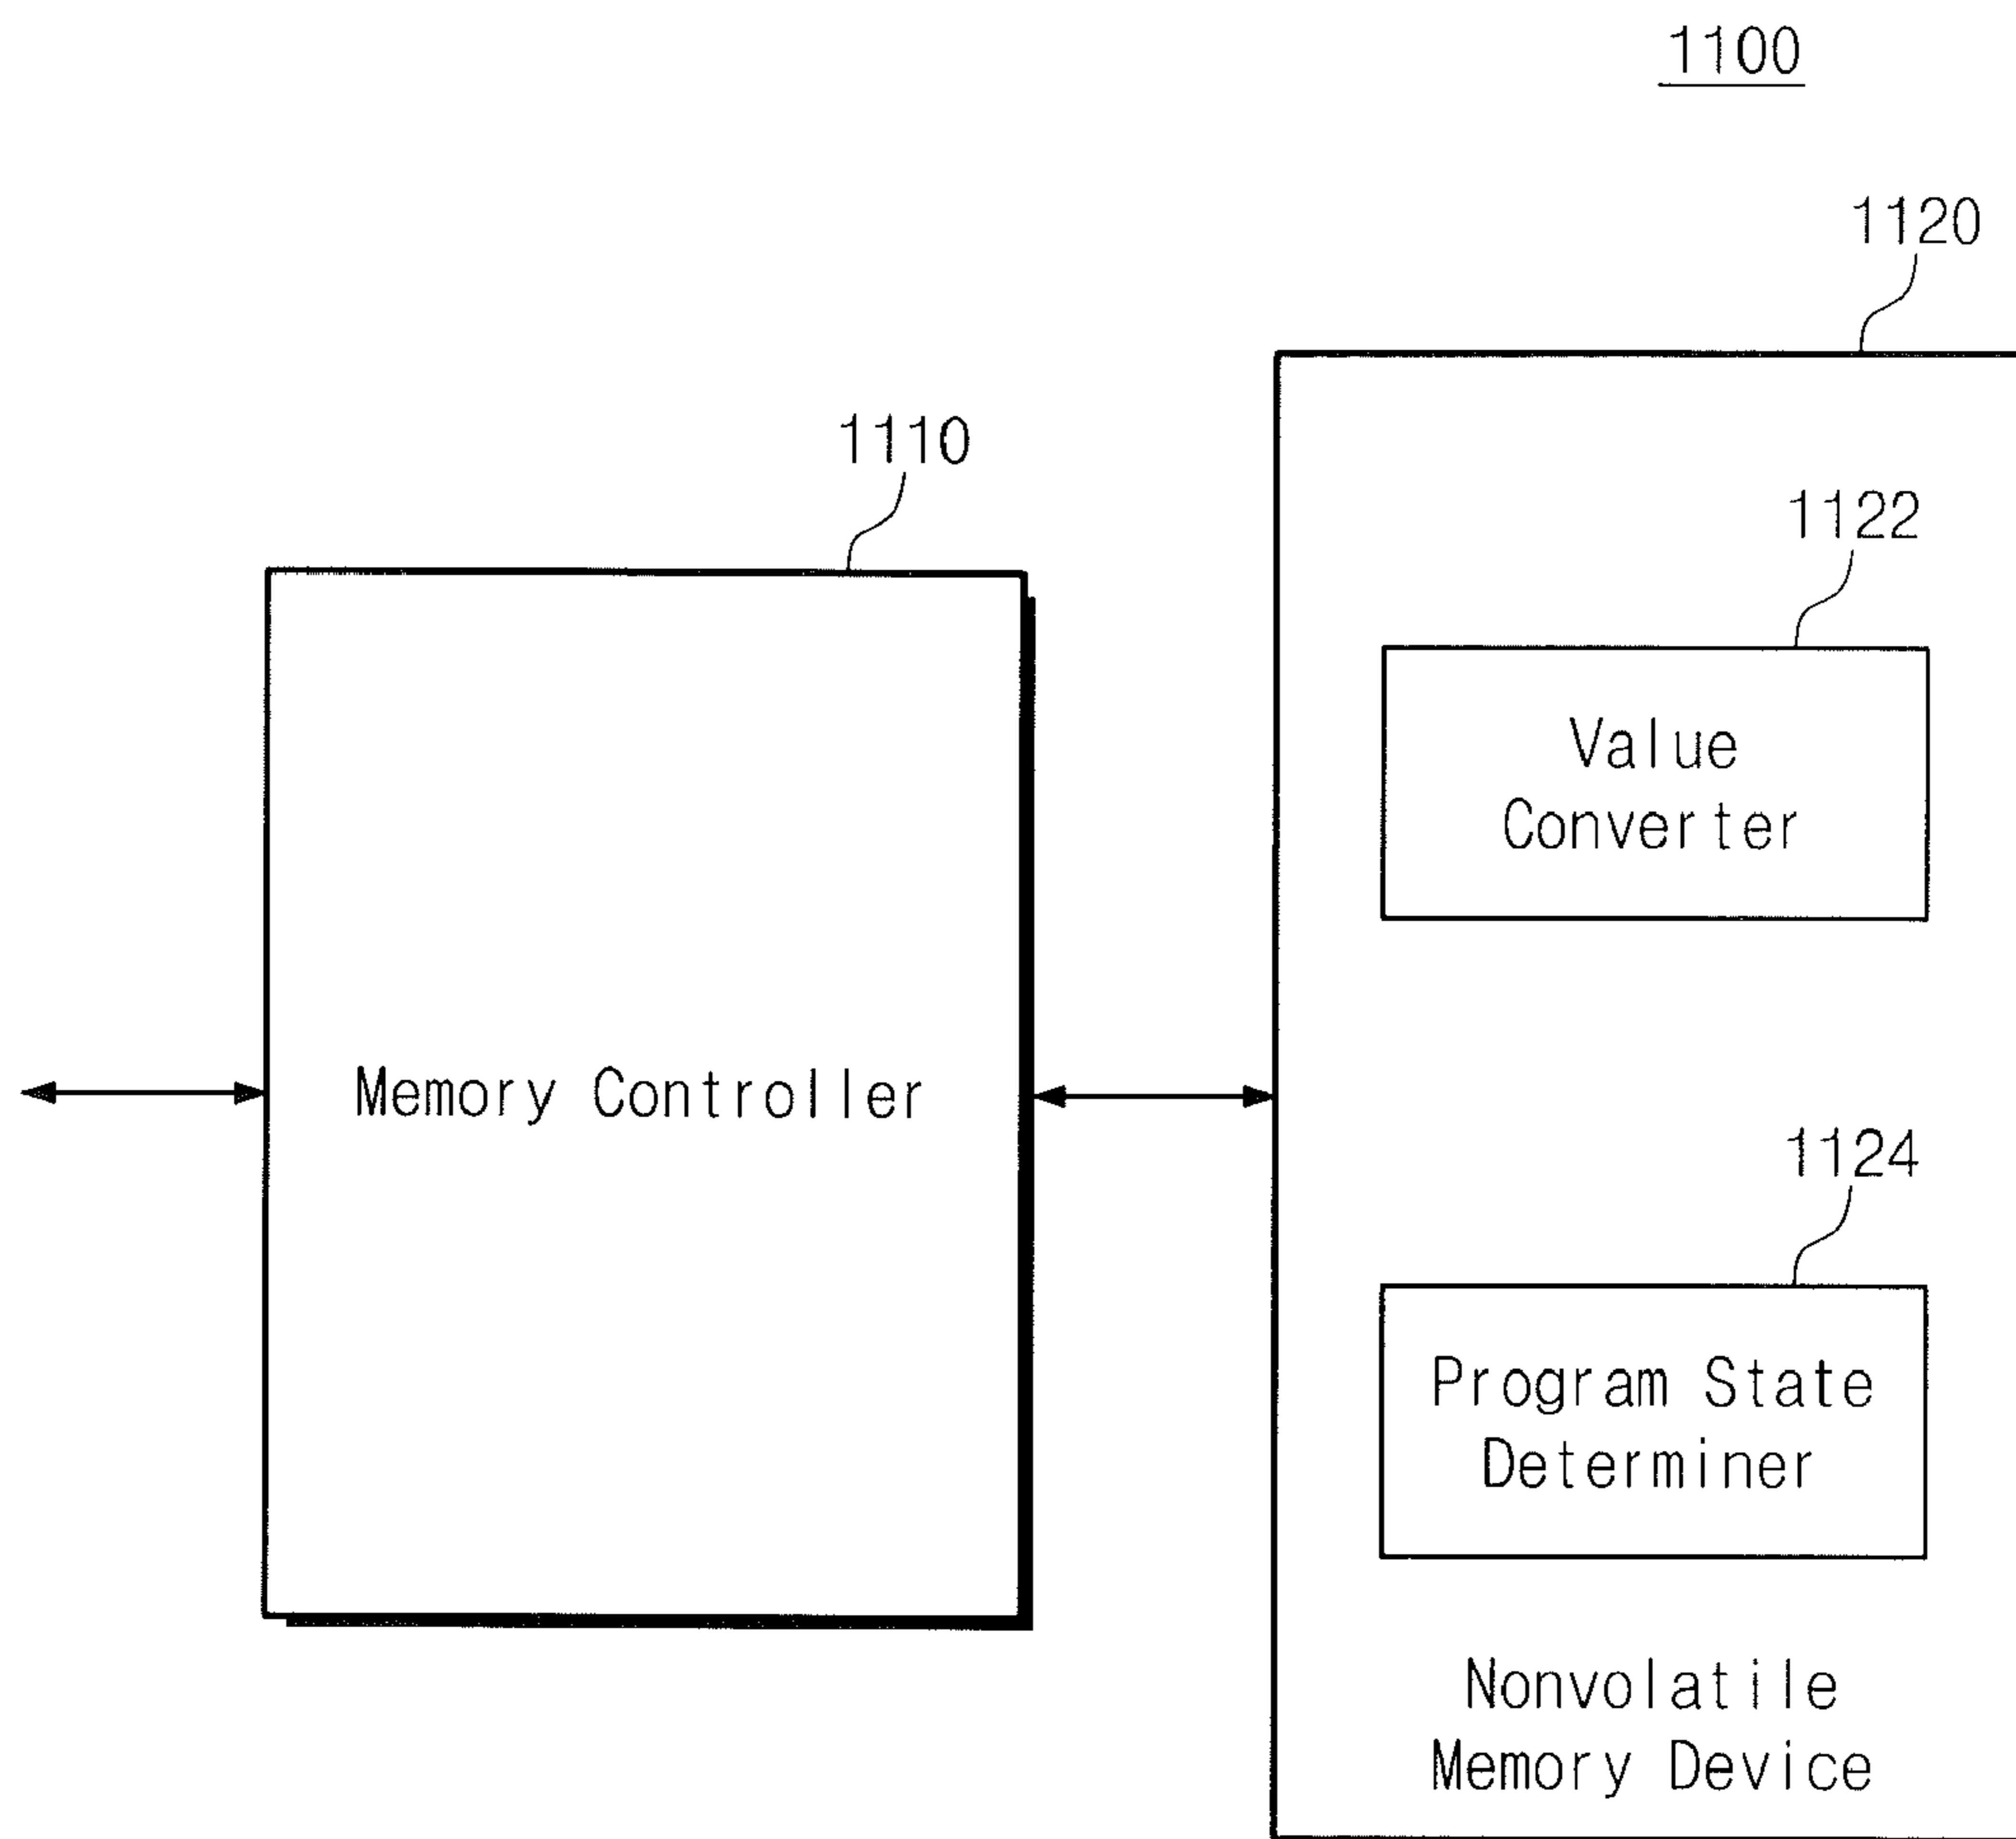 1100
1120
1110
1122
Value
Converter
Memory Controller
1124
Program State
Determiner
Nonvolatile
Memory Device